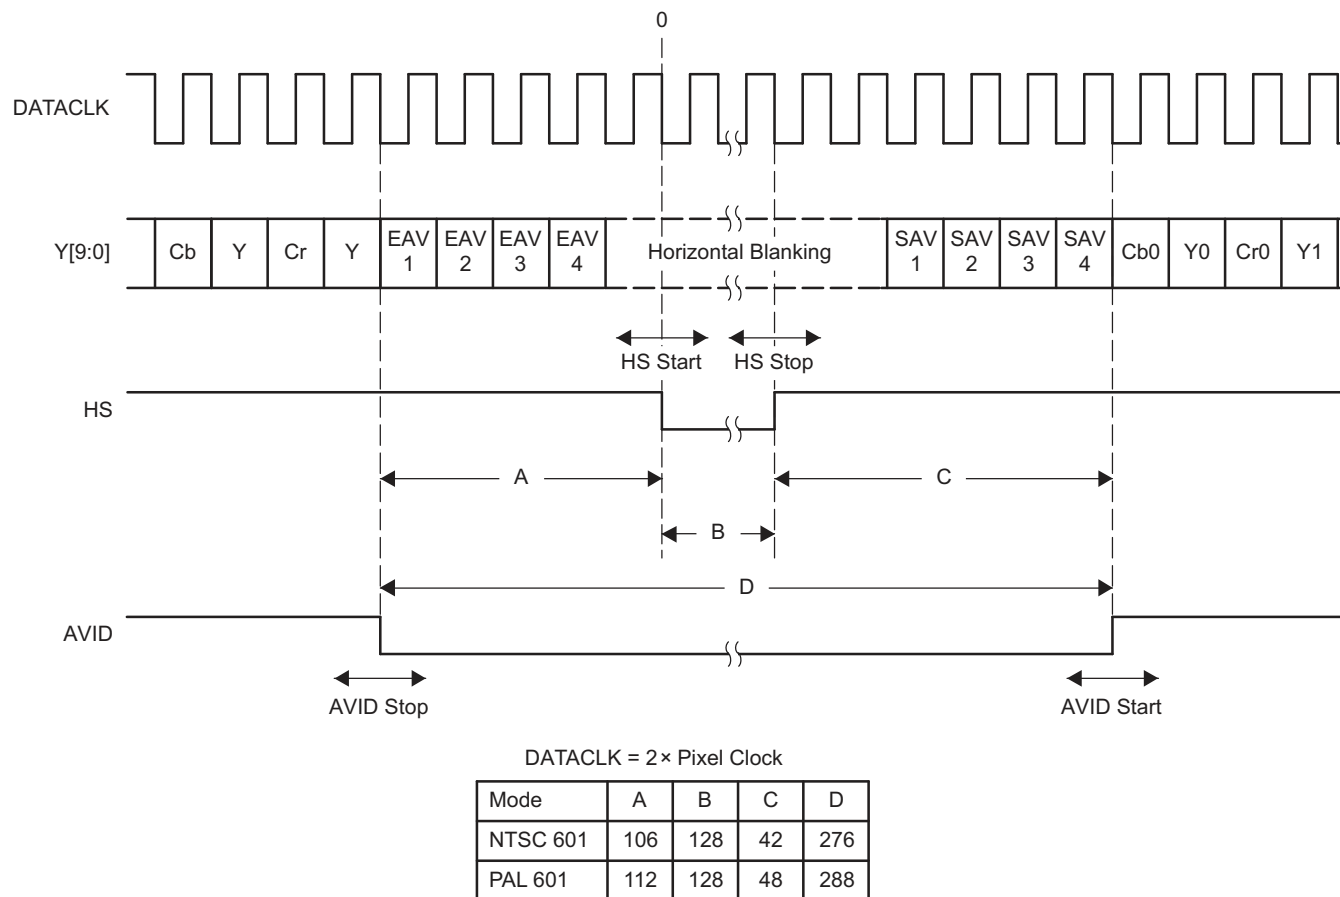 0
DATACLK
Y[9:0] Cb Y Cr Y EAV 1 EAV 2 EAV 3 EAV 4 Horizontal Blanking SAV 1 SAV 2 SAV 3 SAV 4 Cb0 Y0 Cr0 Y1
HS Start HS Stop
HS
A C
B
D
AVID
AVID Stop AVID Start
DATACLK = 2× Pixel Clock
Mode A B C D
NTSC 601 106 128 42 276
PAL 601 112 128 48 288